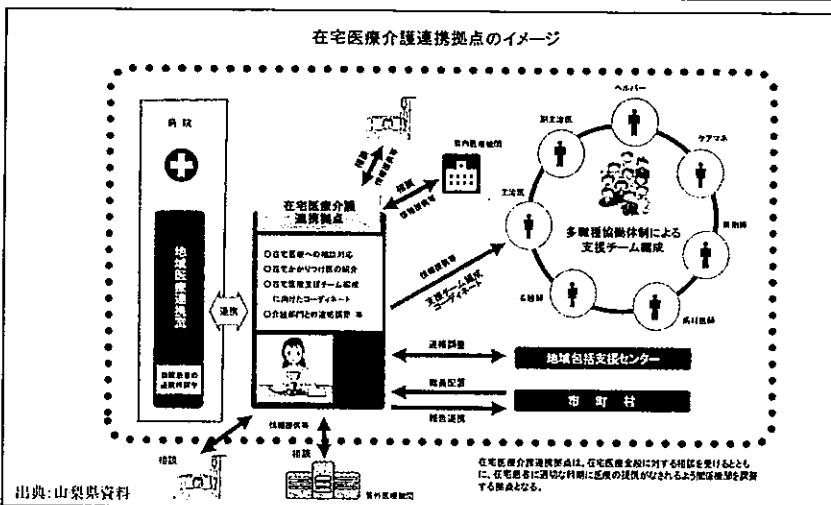 在宅医療介護連携拠点のイメージ
病院
地域医療連携室
連携
在宅医療介護
連携拠点
○在宅医療への相談対応
○在宅かかりつけ医の紹介
○在宅医療支援チーム編成
に向けたコーディネート
○介護部門との連絡調整 等
相談
情報提供等
相談
情報提供等
管内医療機関
情報提供等
支援チーム編成
コーディネート
ヘルパー
副主治医
ケアマネ
主治医
薬剤師
看護師
多職種協働体制による
支援チーム編成
連絡調整
地域包括支援センター
職員配置
市町村
報告連携
情報提供等
相談
相談
管外医療機関
在宅医療介護連携拠点は、在宅医療全般に対する相談を受けるとともに、
在宅患者に適切な時期に医療の提供がなされるよう関係機関を調整
する拠点となる。
出典:山梨県資料